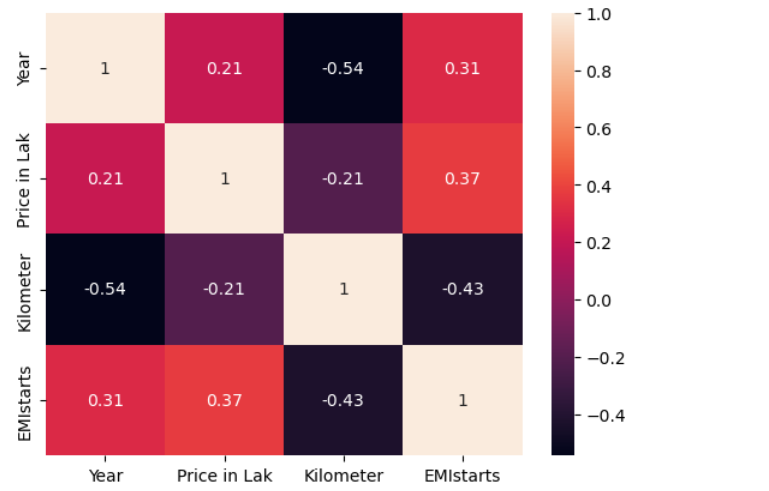 Year 1 0.21 -0.54 0.31
Price in Lak 0.21 1 -0.21 0.37
Kilometer -0.54 -0.21 1 -0.43
EMIstarts 0.31 0.37 -0.43 1
Year Price in Lak Kilometer EMIstarts
1.0
0.8
0.6
0.4
0.2
0.0
−0.2
−0.4